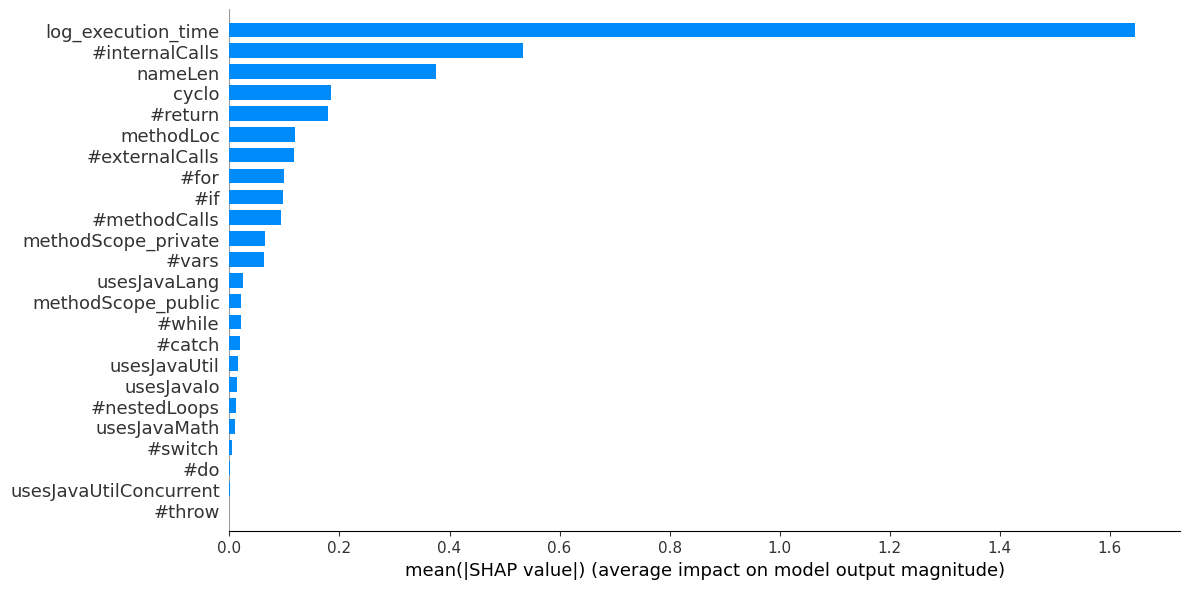 log_execution_time
#internalCalls
nameLen
cyclo
#return
methodLoc
#externalCalls
#for
#if
#methodCalls
methodScope_private
#vars
usesJavaLang
methodScope_public
#while
#catch
usesJavaUtil
usesJavaIo
#nestedLoops
usesJavaMath
#switch
#do
usesJavaUtilConcurrent
#throw
0.0 0.2 0.4 0.6 0.8 1.0 1.2 1.4 1.6
mean(|SHAP value|) (average impact on model output magnitude)